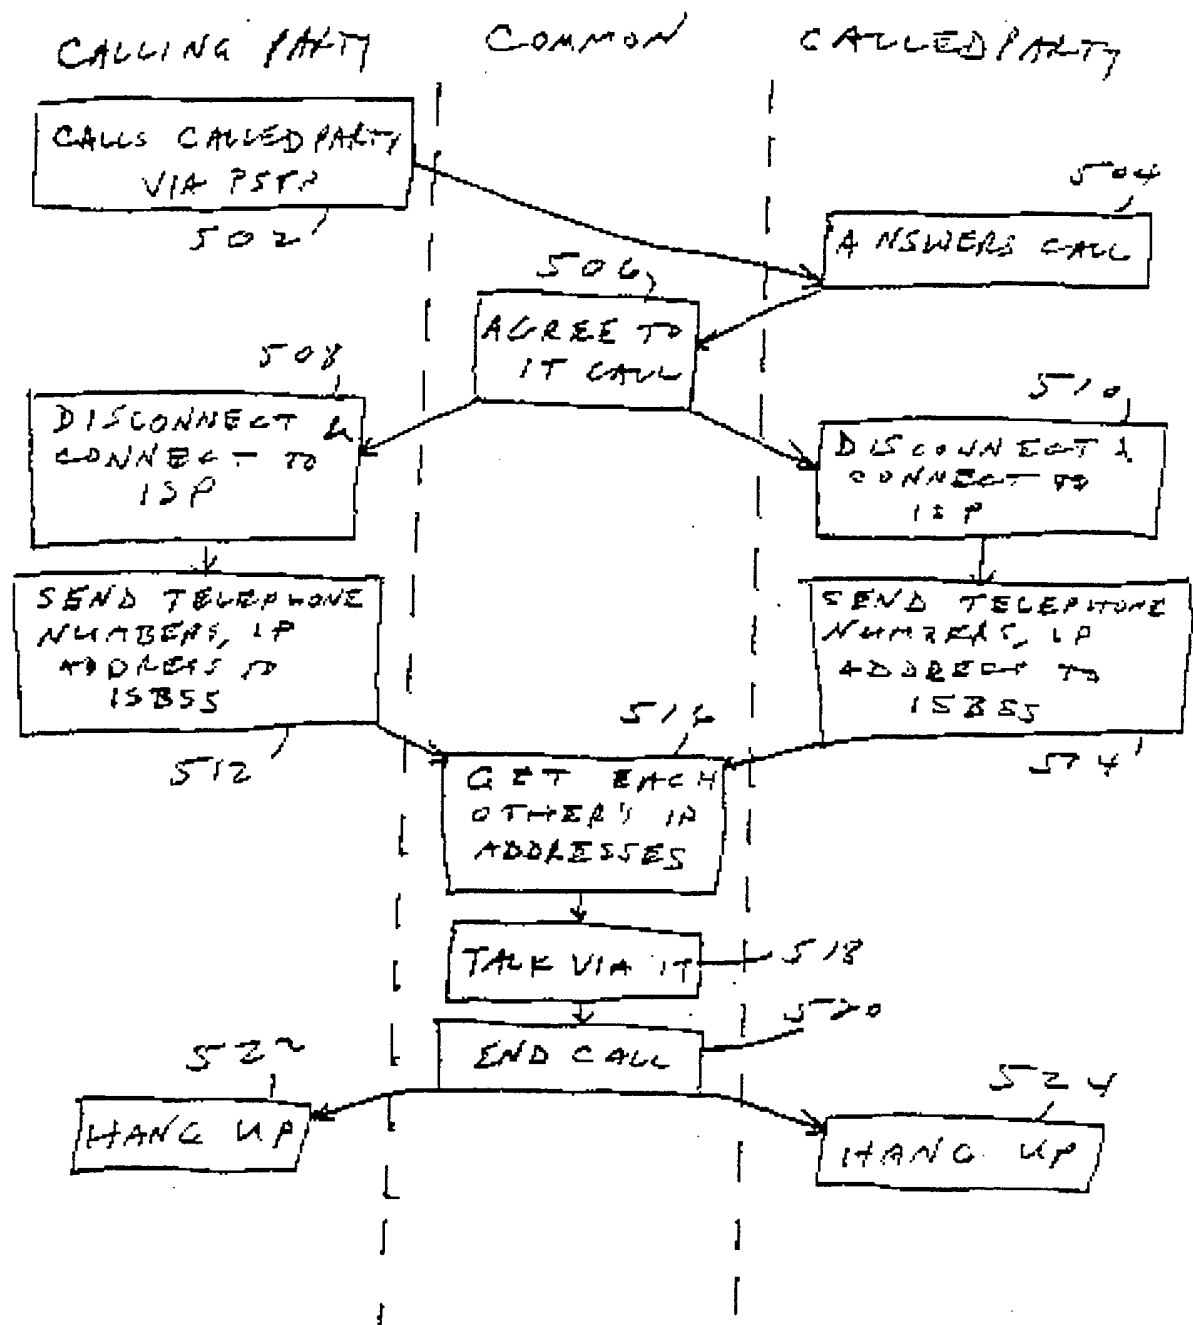 CALLING PARTY
COMMON
CALLED PARTY
CALLS CALLED PARTY
VIA PSTN
502
504
ANSWERS CALL
506
AGREE TO
IT CALL
508
DISCONNECT &
CONNECT TO
ISP
510
DISCONNECT &
CONNECT TO
ISP
SEND TELEPHONE
NUMBERS, IP
ADDRESS TO
ISBSS
512
SEND TELEPHONE
NUMBERS, IP
ADDRESS TO
ISBSS
514
516
GET EACH
OTHER'S IP
ADDRESSES
TALK VIA IT
518
END CALL
520
522
HANG UP
524
HANG UP